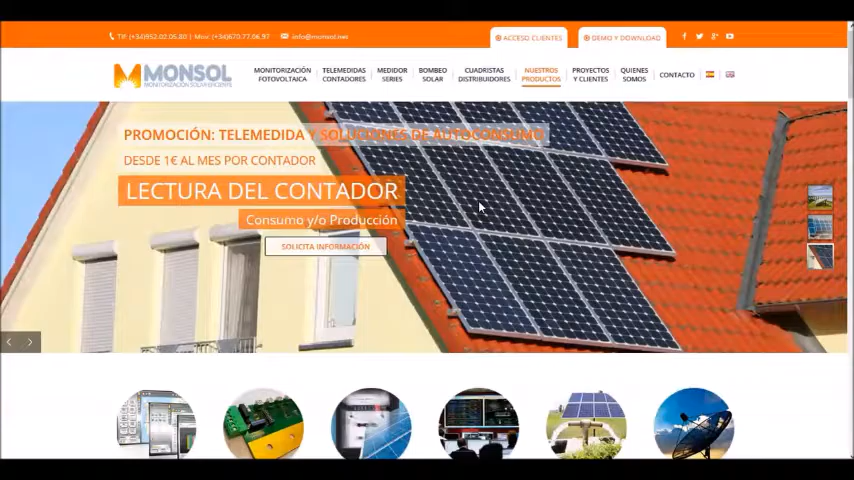 Tlf: (+34)952.02.05.80 | Mov: (+34)670.77.06.97
info@monsol.net
ACCESO CLIENTES
DEMO Y DOWNLOAD
MONSOL
MONITORIZACIÓN SOLAR EFICIENTE
MONITORIZACIÓN FOTOVOLTAICA
TELEMEDIDAS CONTADORES
MEDIDOR SERIES
BOMBEO SOLAR
CUADRISTAS DISTRIBUIDORES
NUESTROS PRODUCTOS
PROYECTOS Y CLIENTES
QUIENES SOMOS
CONTACTO
PROMOCIÓN: TELEMEDIDA Y SOLUCIONES DE AUTOCONSUMO
DESDE 1€ AL MES POR CONTADOR
LECTURA DEL CONTADOR
Consumo y/o Producción
SOLICITA INFORMACIÓN